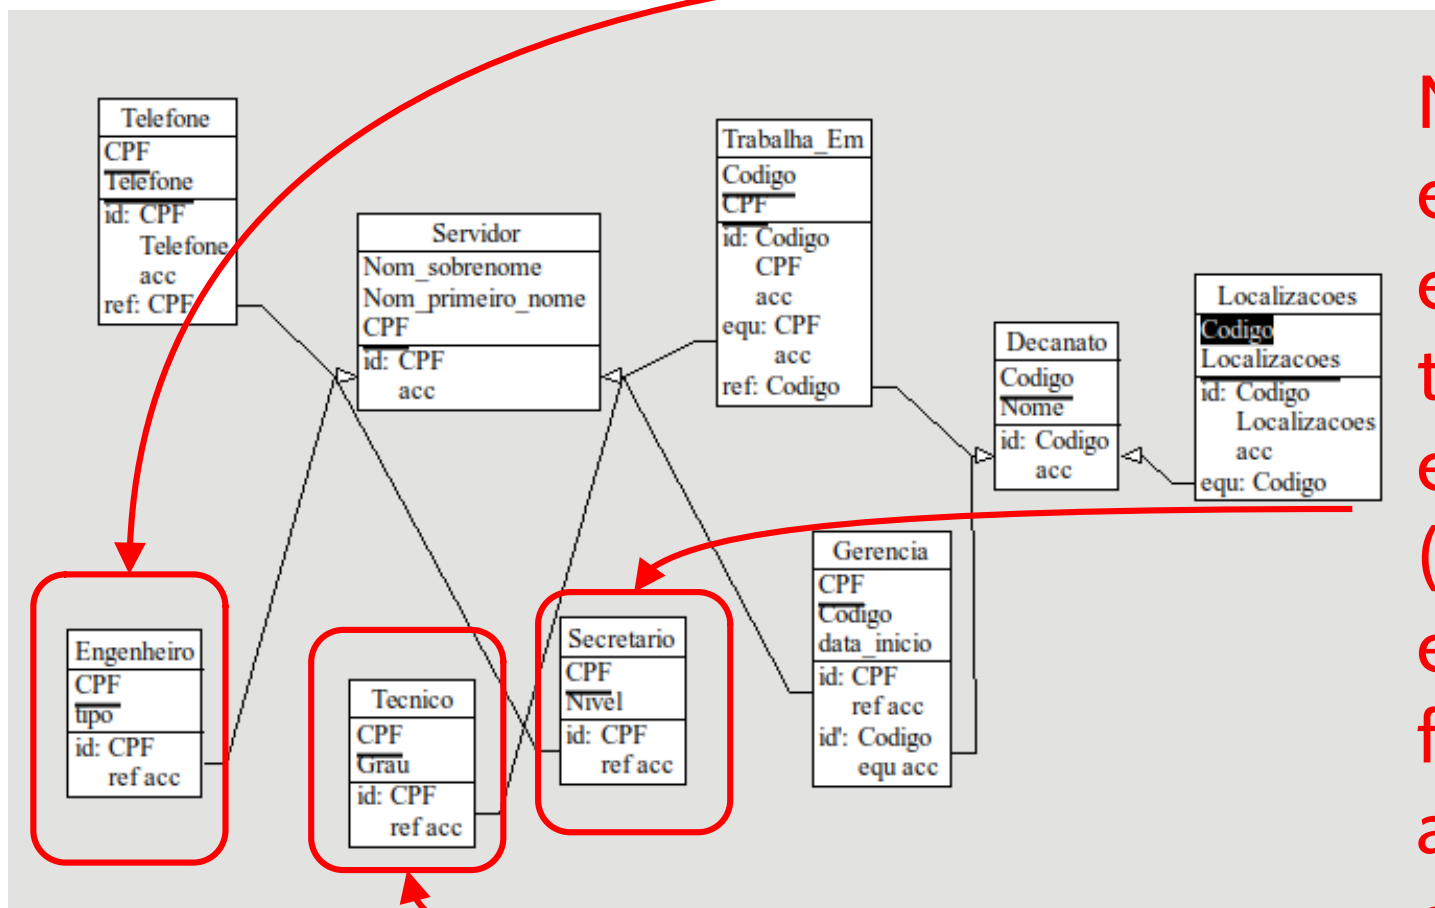 Telefone
CPF
Telefone
id: CPF
Telefone
acc
ref: CPF
Servidor
Nom_sobrenome
Nom_primeiro_nome
CPF
id: CPF
acc
Trabalha_Em
Codigo
CPF
id: Codigo
CPF
acc
equ: CPF
acc
ref: Codigo
Decanato
Codigo
Nome
id: Codigo
acc
Localizacoes
Codigo
Localizacoes
id: Codigo
Localizacoes
acc
equ: Codigo
Engenheiro
CPF
tipo
id: CPF
ref acc
Tecnico
CPF
Grau
id: CPF
ref acc
Secretario
CPF
Nivel
id: CPF
ref acc
Gerencia
CPF
Codigo
data_inicio
id: CPF
ref acc
id': Codigo
equ acc
N
e
e
t
e
(
e
f
a